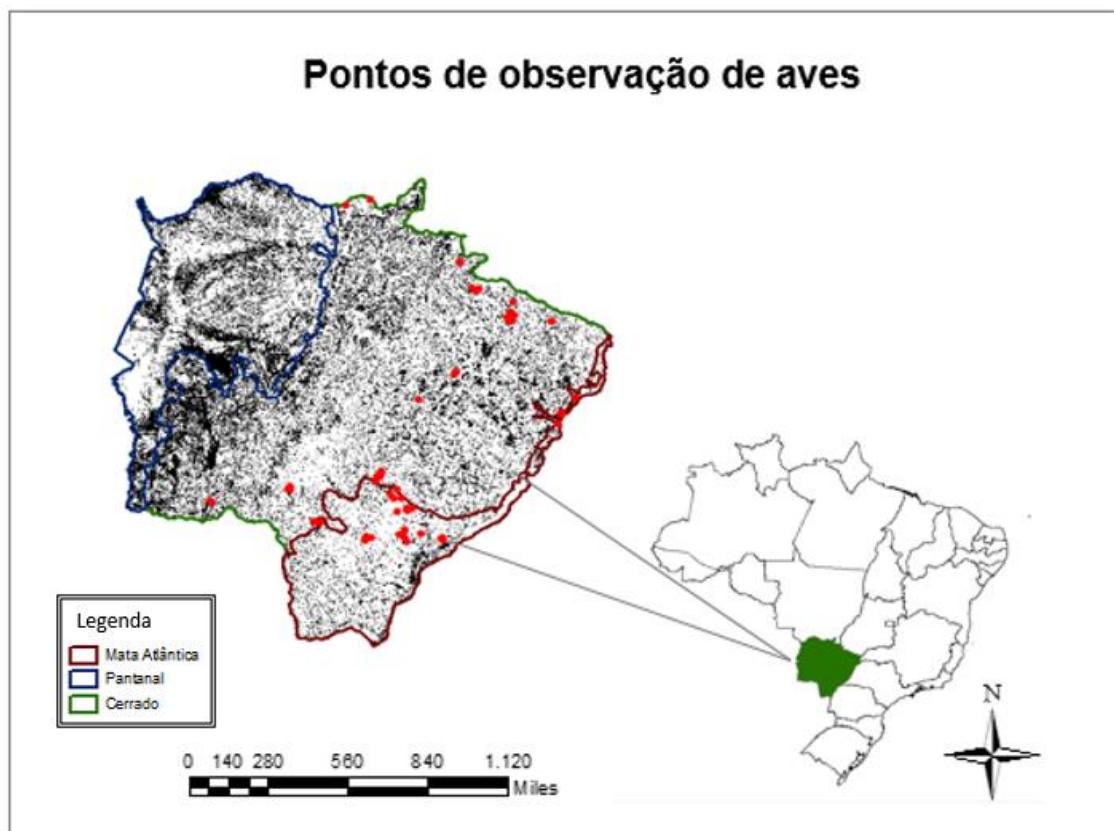 Pontos de observação de aves
Legenda
Mata Atlântica
Pantanal
Cerrado
0 140 280 560 840 1.120
Miles
N